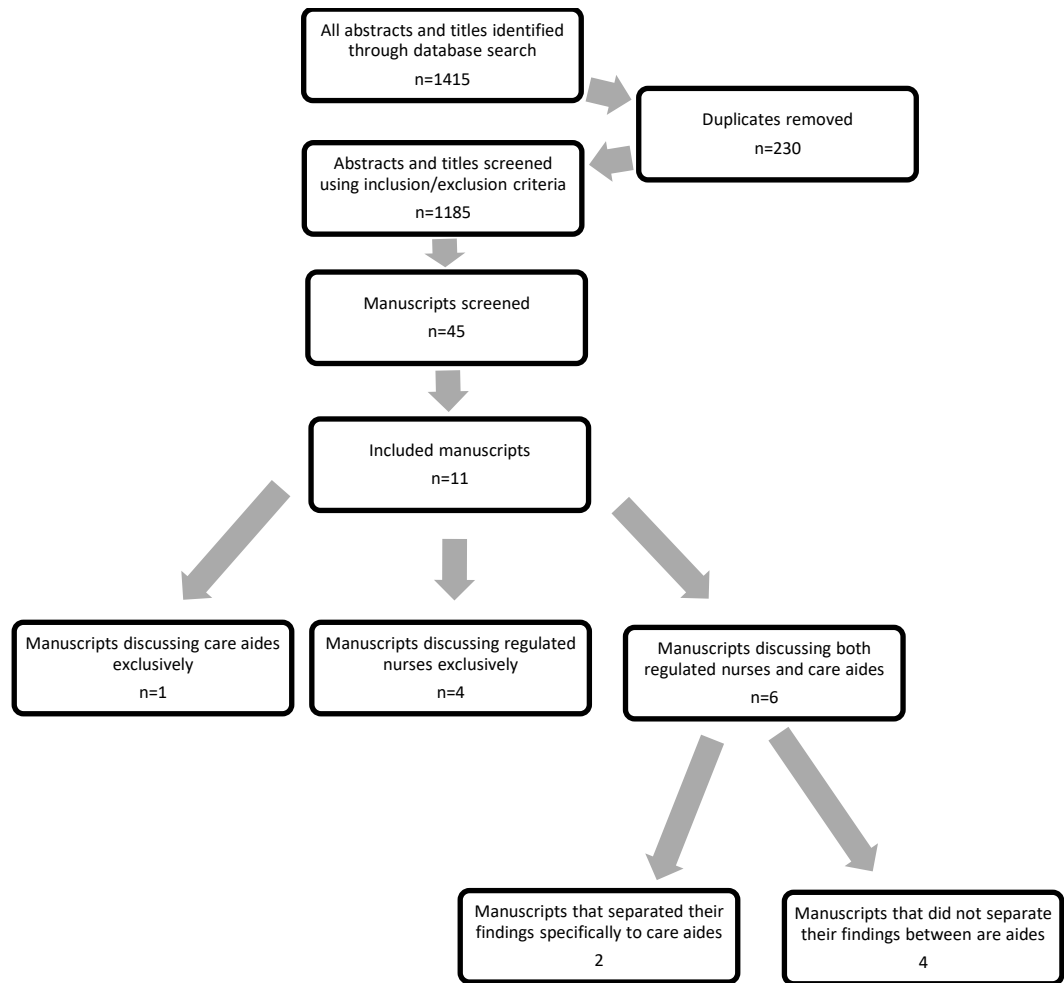 All abstracts and titles identified
through database search
n=1415
Duplicates removed
n=230
Abstracts and titles screened
using inclusion/exclusion criteria
n=1185
Manuscripts screened
n=45
Included manuscripts
n=11
Manuscripts discussing care aides
exclusively
n=1
Manuscripts discussing regulated
nurses exclusively
n=4
Manuscripts discussing both
regulated nurses and care aides
n=6
Manuscripts that separated their
findings specifically to care aides
2
Manuscripts that did not separate
their findings between are aides
4